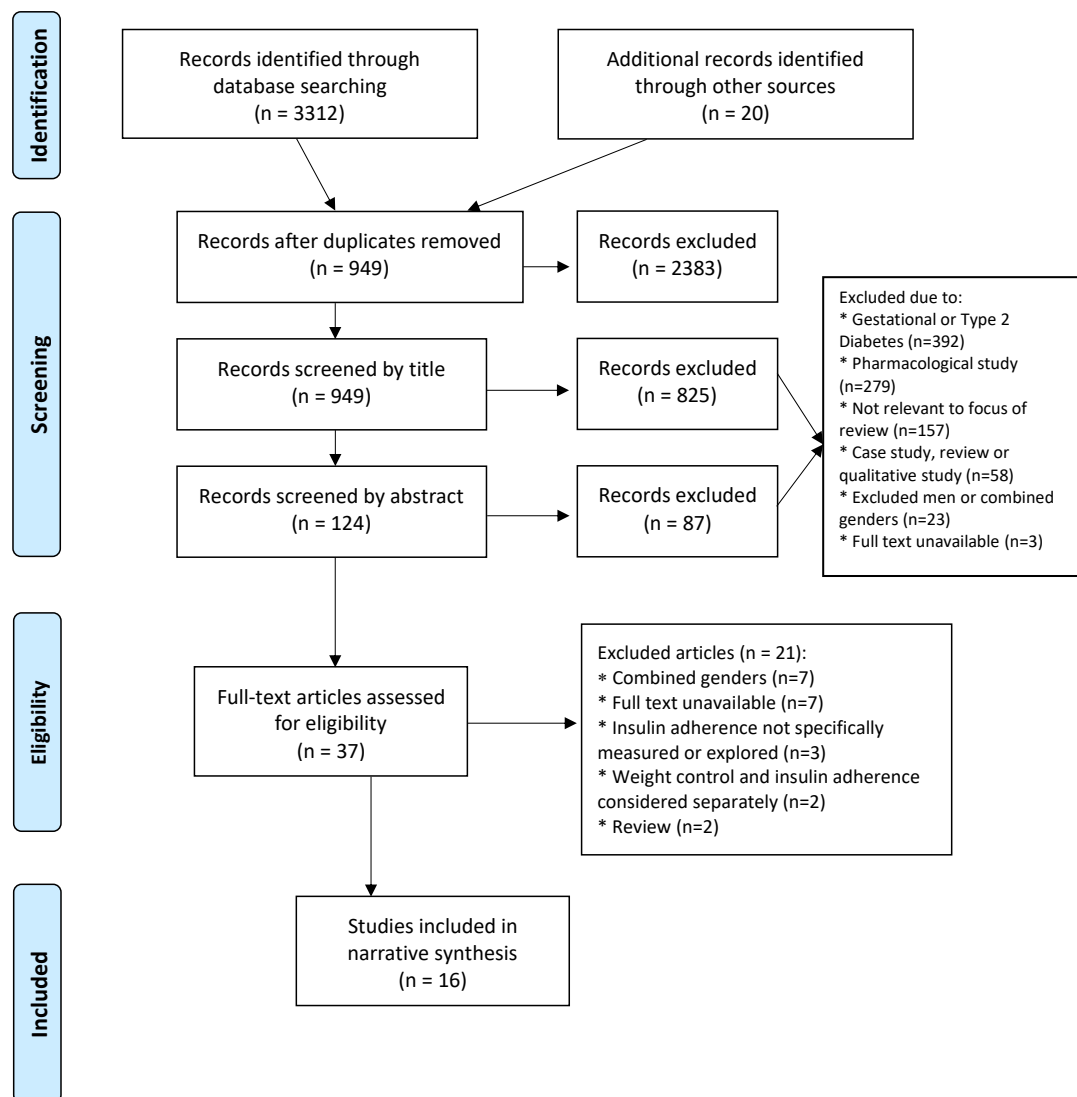 Identification
Records identified through
database searching
(n = 3312)
Additional records identified
through other sources
(n = 20)
Screening
Records after duplicates removed
(n = 949)
Records excluded
(n = 2383)
Records screened by title
(n = 949)
Records excluded
(n = 825)
Records screened by abstract
(n = 124)
Records excluded
(n = 87)
Excluded due to:
* Gestational or Type 2
Diabetes (n=392)
* Pharmacological study
(n=279)
* Not relevant to focus of
review (n=157)
* Case study, review or
qualitative study (n=58)
* Excluded men or combined
genders (n=23)
* Full text unavailable (n=3)
Eligibility
Full-text articles assessed
for eligibility
(n = 37)
Excluded articles (n = 21):
* Combined genders (n=7)
* Full text unavailable (n=7)
* Insulin adherence not specifically
measured or explored (n=3)
* Weight control and insulin adherence
considered separately (n=2)
* Review (n=2)
Included
Studies included in
narrative synthesis
(n = 16)